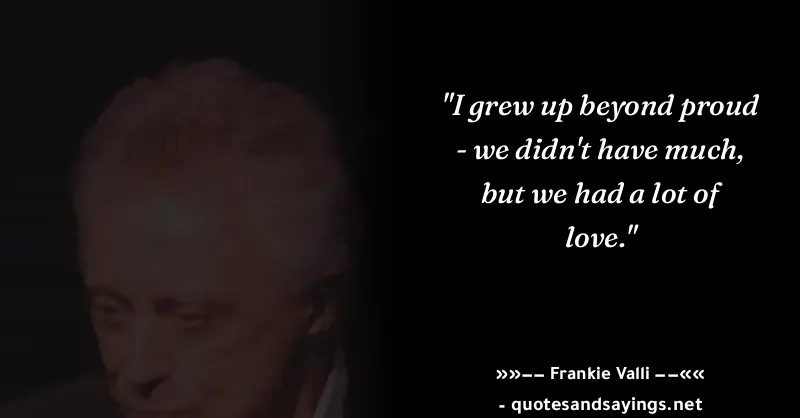 "I grew up beyond proud
- we didn't have much,
but we had a lot of
love."
»»−− Frankie Valli −−««
- quotesandsayings.net